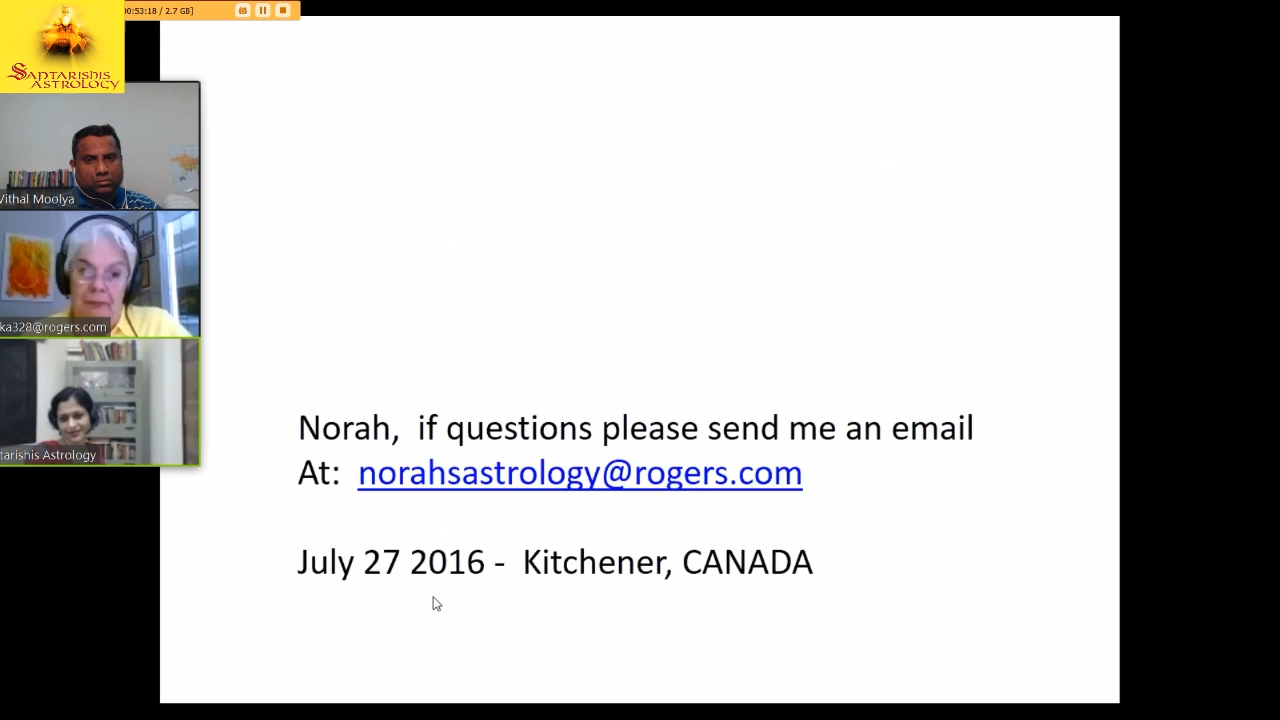 00:53:18 / 2.7 GB]
SAPTARISHIS
ASTROLOGY
Vithal Moolya
ka328@rogers.com
tarishis Astrology
Norah,  if questions please send me an email
At:  norahsastrology@rogers.com
July 27 2016 -  Kitchener, CANADA